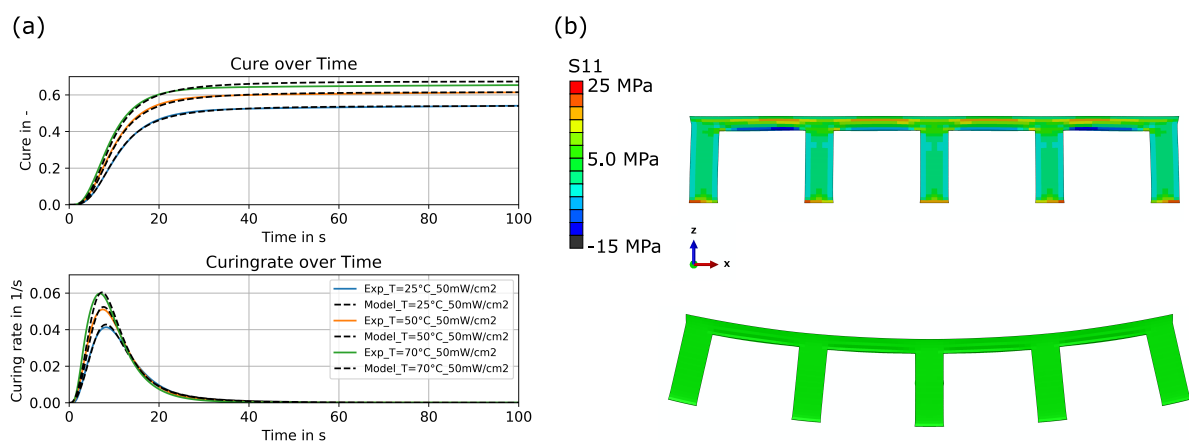 (a)
Cure over Time
Cure in -
0.6
0.4
0.2
0.0
0
20
40
60
80
100
Time in s
Curingrate over Time
Curing rate in 1/s
0.06
0.04
0.02
0.00
Exp_T=25°C_50mW/cm2
Model_T=25°C_50mW/cm2
Exp_T=50°C_50mW/cm2
Model_T=50°C_50mW/cm2
Exp_T=70°C_50mW/cm2
Model_T=70°C_50mW/cm2
0
20
40
60
80
100
Time in s
(b)
S11
25 MPa
5.0 MPa
-15 MPa
z
x